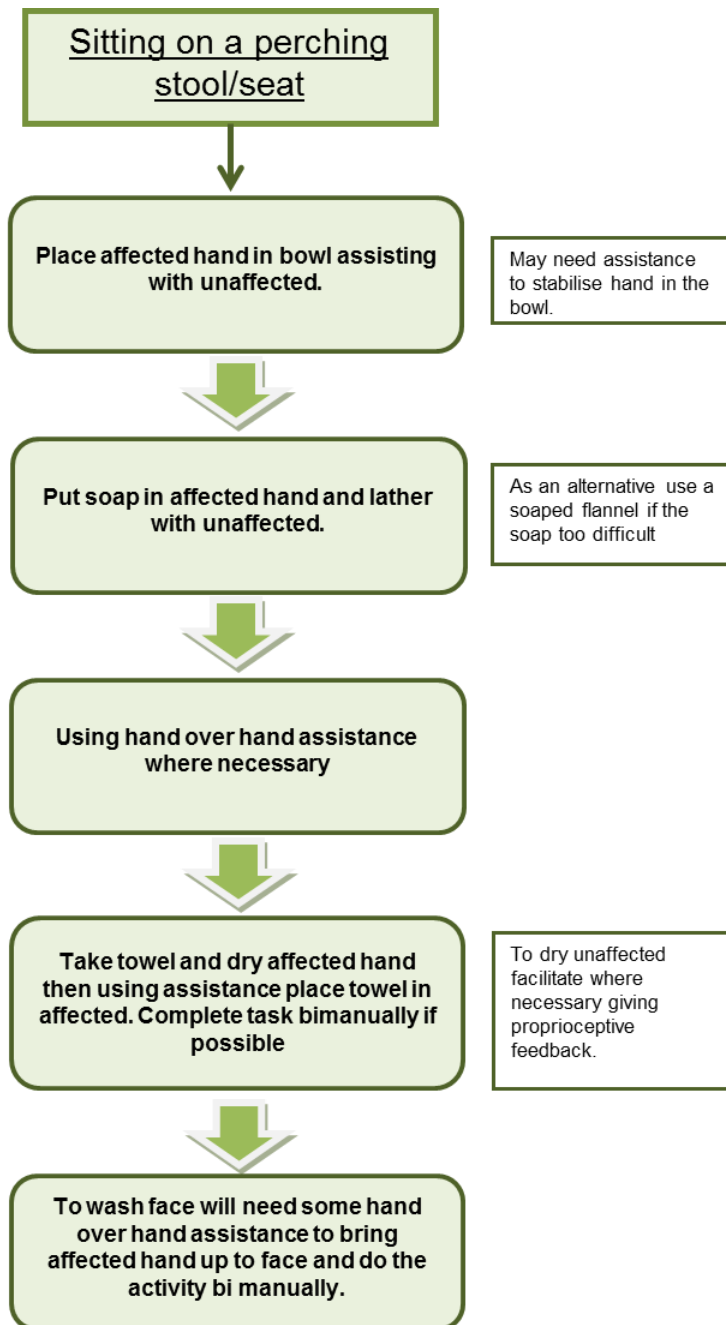 Sitting on a perching
stool/seat
Place affected hand in bowl assisting
with unaffected.
May need assistance
to stabilise hand in the
bowl.
Put soap in affected hand and lather
with unaffected.
As an alternative use a
soaped flannel if the
soap too difficult
Using hand over hand assistance
where necessary
Take towel and dry affected hand
then using assistance place towel in
affected. Complete task bimanually if
possible
To dry unaffected
facilitate where
necessary giving
proprioceptive
feedback.
To wash face will need some hand
over hand assistance to bring
affected hand up to face and do the
activity bi manually.